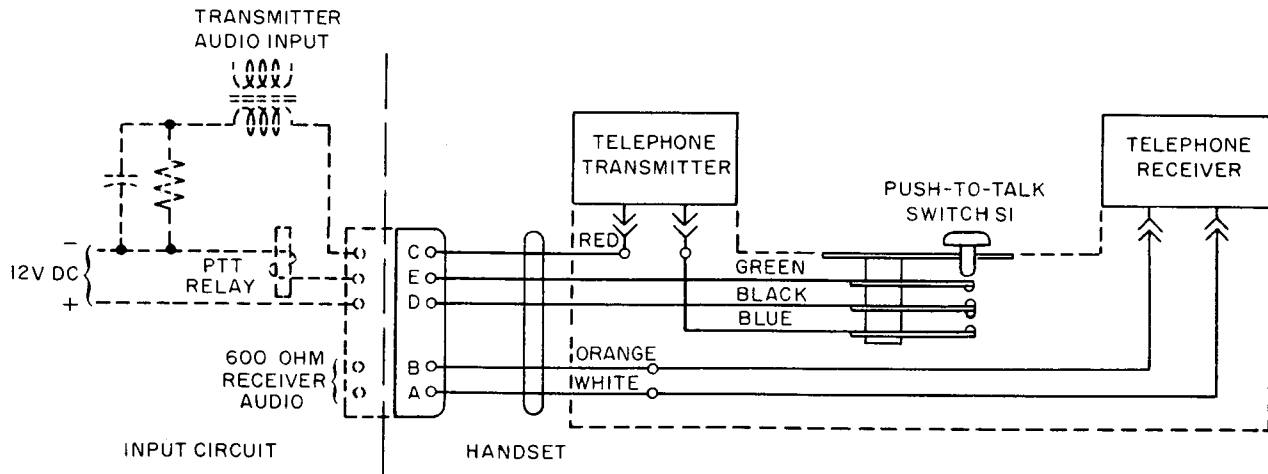 TRANSMITTER
AUDIO INPUT
TELEPHONE
TRANSMITTER
TELEPHONE
RECEIVER
PUSH-TO-TALK
SWITCH S1
RED
GREEN
BLACK
BLUE
ORANGE
WHITE
C
E
D
B
A
-
12V DC
+
PTT
RELAY
600 OHM
RECEIVER
AUDIO
INPUT CIRCUIT
HANDSET